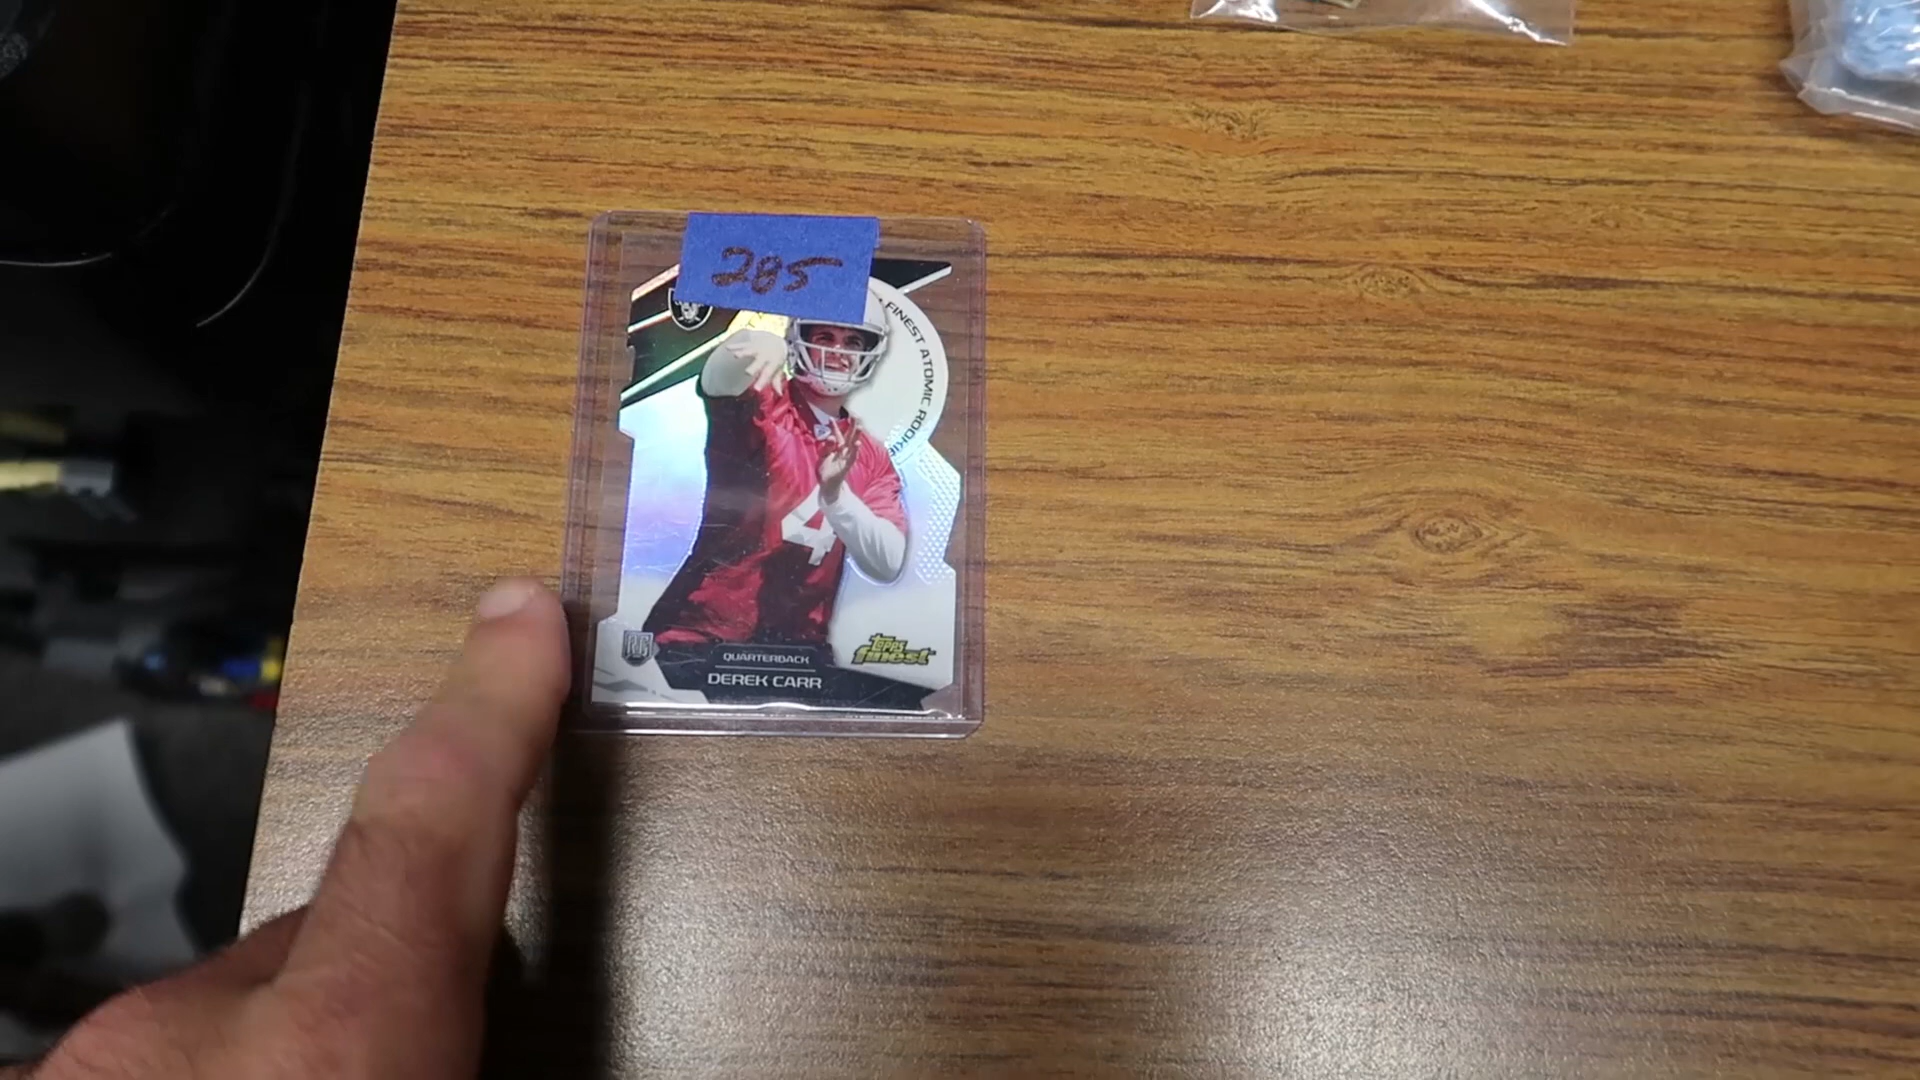 285
FINEST ATOMIC ROOKIE
4
RC
QUARTERBACK
DEREK CARR
TOPPS
finest